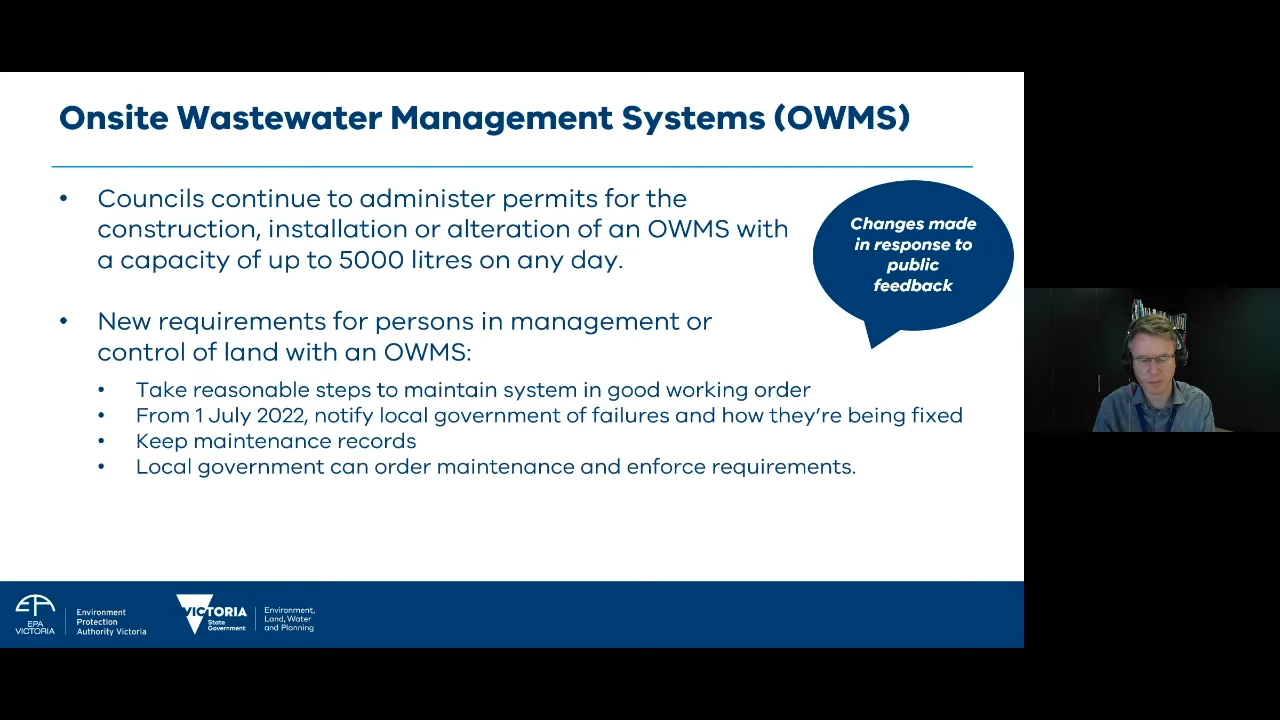 Onsite Wastewater Management Systems (OWMS)
• Councils continue to administer permits for the
construction, installation or alteration of an OWMS with
a capacity of up to 5000 litres on any day.
Changes made
in response to
public
feedback
• New requirements for persons in management or
control of land with an OWMS:
• Take reasonable steps to maintain system in good working order
• From 1 July 2022, notify local government of failures and how they’re being fixed
• Keep maintenance records
• Local government can order maintenance and enforce requirements.
EPA
VICTORIA
Environment
Protection
Authority Victoria
VICTORIA
State
Government
Environment,
Land, Water
and Planning